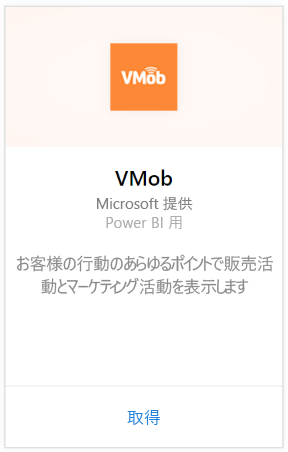 VMob
VMob
Microsoft 提供
Power BI 用
お客様の行動のあらゆるポイントで販売活
動とマーケティング活動を表示します
取得